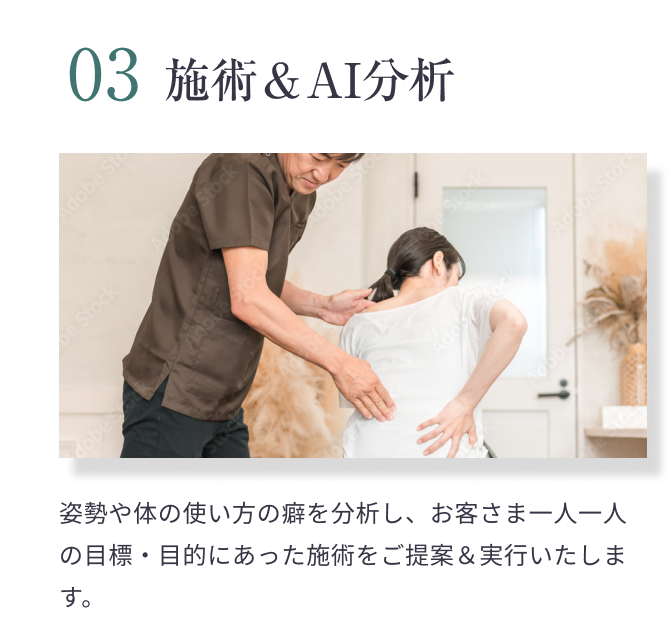 03 施術＆AI分析
Adobe Stock
姿勢や体の使い方の癖を分析し、お客さま一人一人
の目標・目的にあった施術をご提案＆実行いたしま
す。